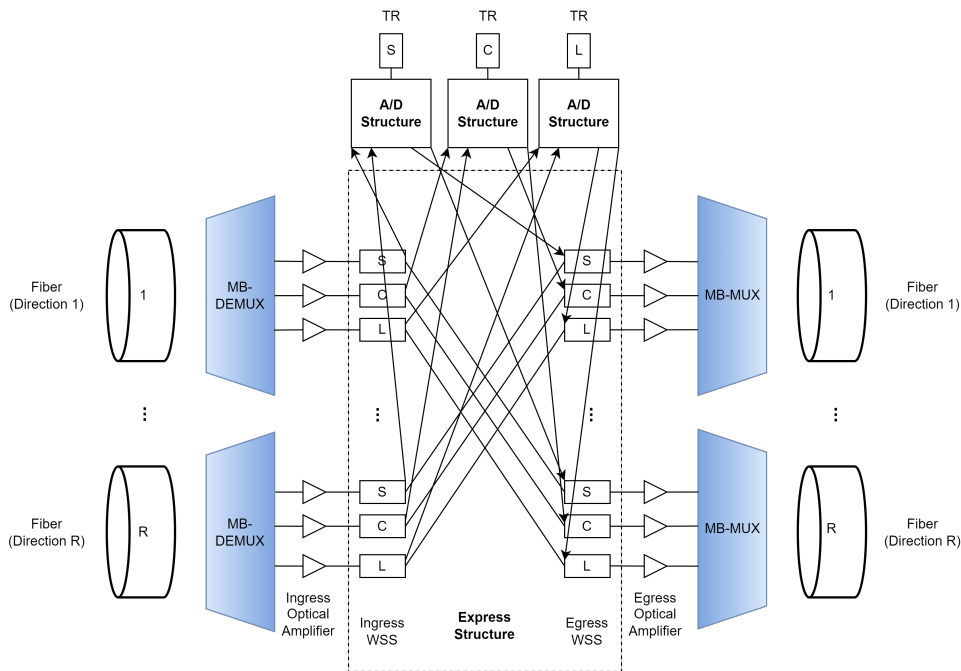 TR
TR
TR
S
C
L
A/D
Structure
A/D
Structure
A/D
Structure
Fiber
(Direction 1)
1
MB-
DEMUX
S
C
L
S
C
L
MB-MUX
1
Fiber
(Direction 1)
...
...
...
...
Fiber
(Direction R)
R
MB-
DEMUX
S
C
L
S
C
L
MB-MUX
R
Fiber
(Direction R)
Ingress
Optical
Amplifier
Ingress
WSS
Express
Structure
Egress
WSS
Egress
Optical
Amplifier